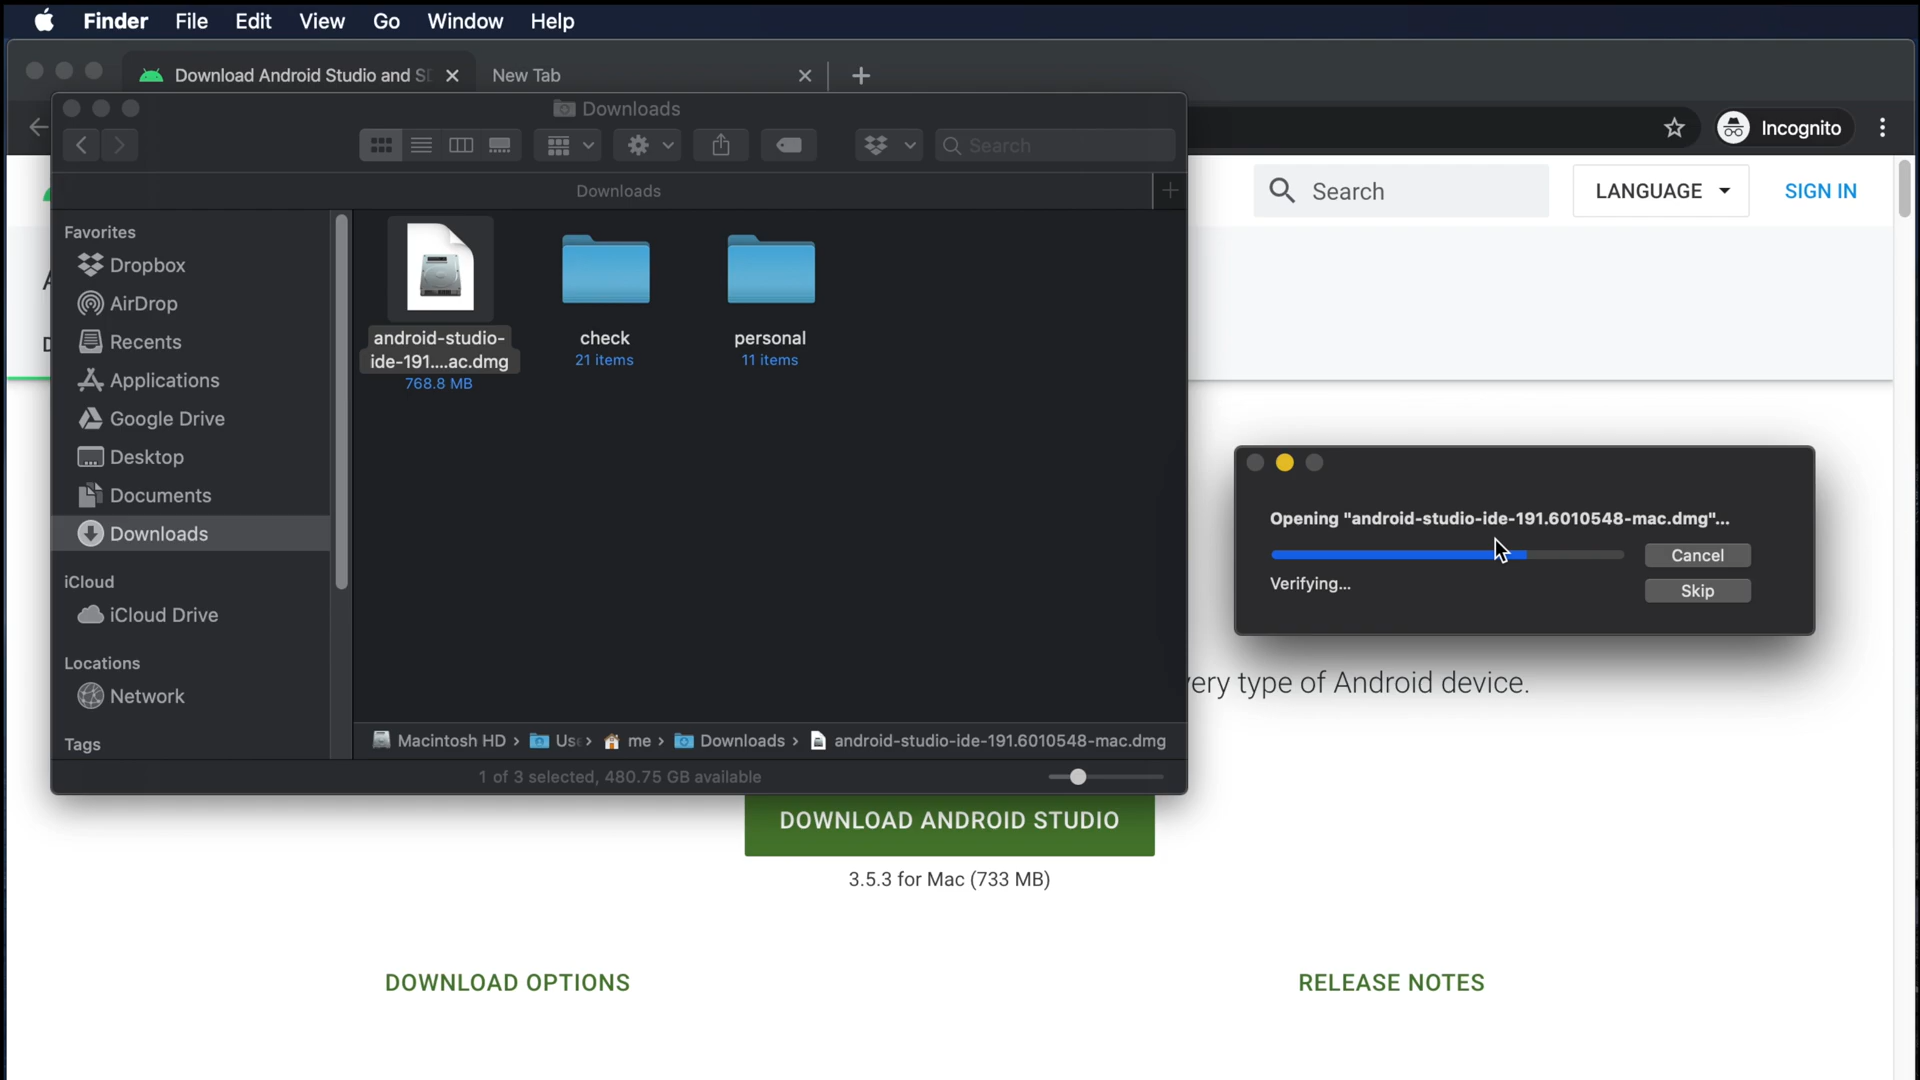 Finder File Edit View Go Window Help
Download Android Studio and S
New Tab
Downloads
Search
Incognito
Downloads
Search
LANGUAGE
SIGN IN
Favorites
Dropbox
AirDrop
Recents
Applications
Google Drive
Desktop
Documents
Downloads
iCloud
iCloud Drive
Locations
Network
Tags
android-studio-
ide-191....ac.dmg
768.8 MB
check
21 items
personal
11 items
Macintosh HD › Us › me › Downloads › android-studio-ide-191.6010548-mac.dmg
1 of 3 selected, 480.75 GB available
Opening "android-studio-ide-191.6010548-mac.dmg"...
Cancel
Verifying...
Skip
very type of Android device.
DOWNLOAD ANDROID STUDIO
3.5.3 for Mac (733 MB)
DOWNLOAD OPTIONS
RELEASE NOTES